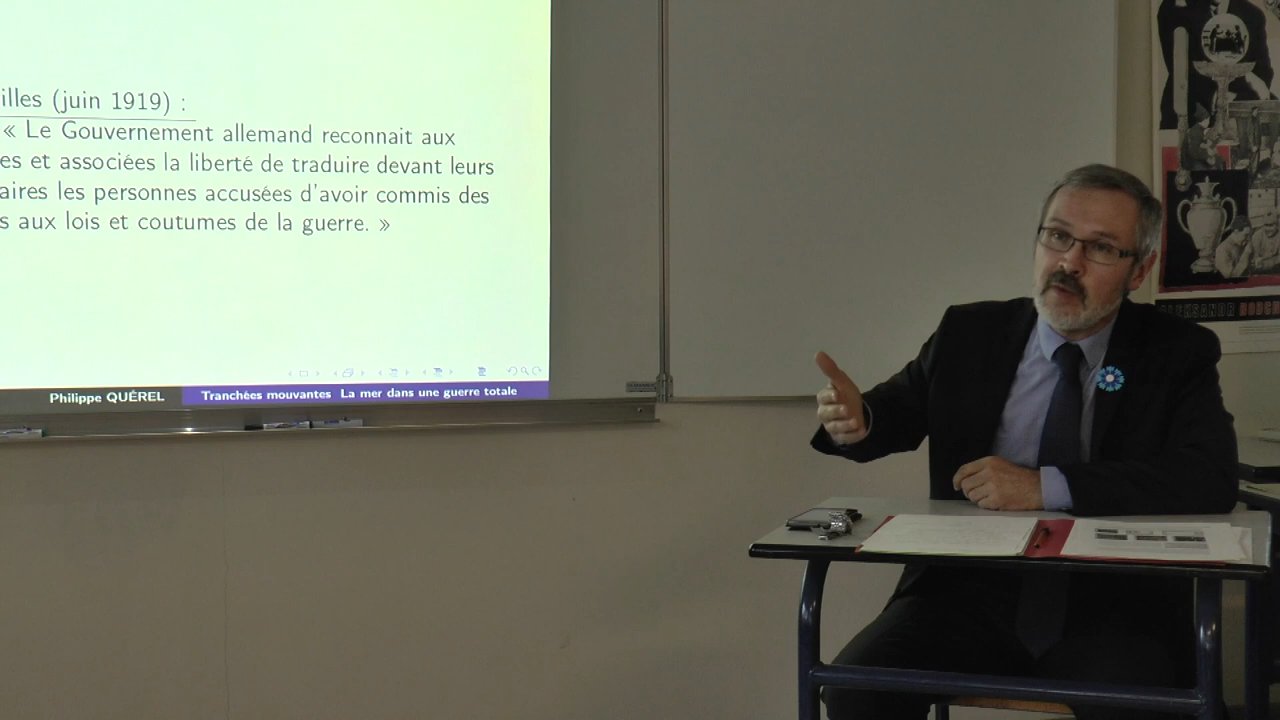 illes (juin 1919) :
« Le Gouvernement allemand reconnait aux
es et associées la liberté de traduire devant leurs
aires les personnes accusées d'avoir commis des
s aux lois et coutumes de la guerre. »
Philippe QUÉREL
Tranchées mouvantes La mer dans une guerre totale